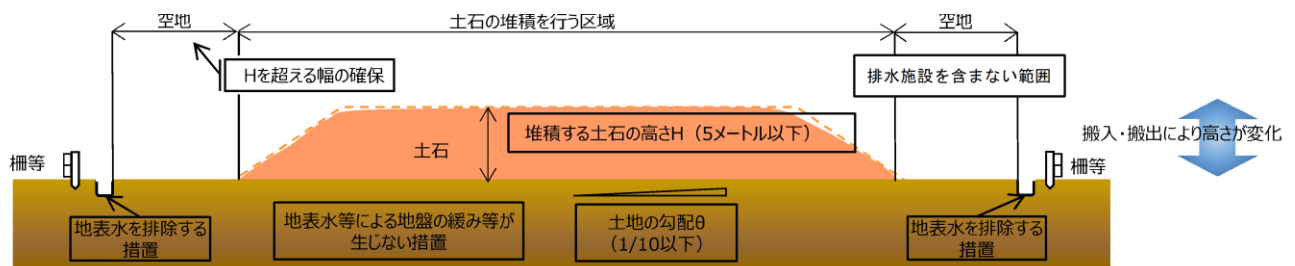 空地
土石の堆積を行う区域
空地
Hを超える幅の確保
排水施設を含まない範囲
堆積する土石の高さH（5メートル以下）
搬入・搬出により高さが変化
土石
柵等
柵等
地表水を排除する
措置
地表水等による地盤の緩み等が
生じない措置
土地の勾配θ
（1/10以下）
地表水を排除する
措置